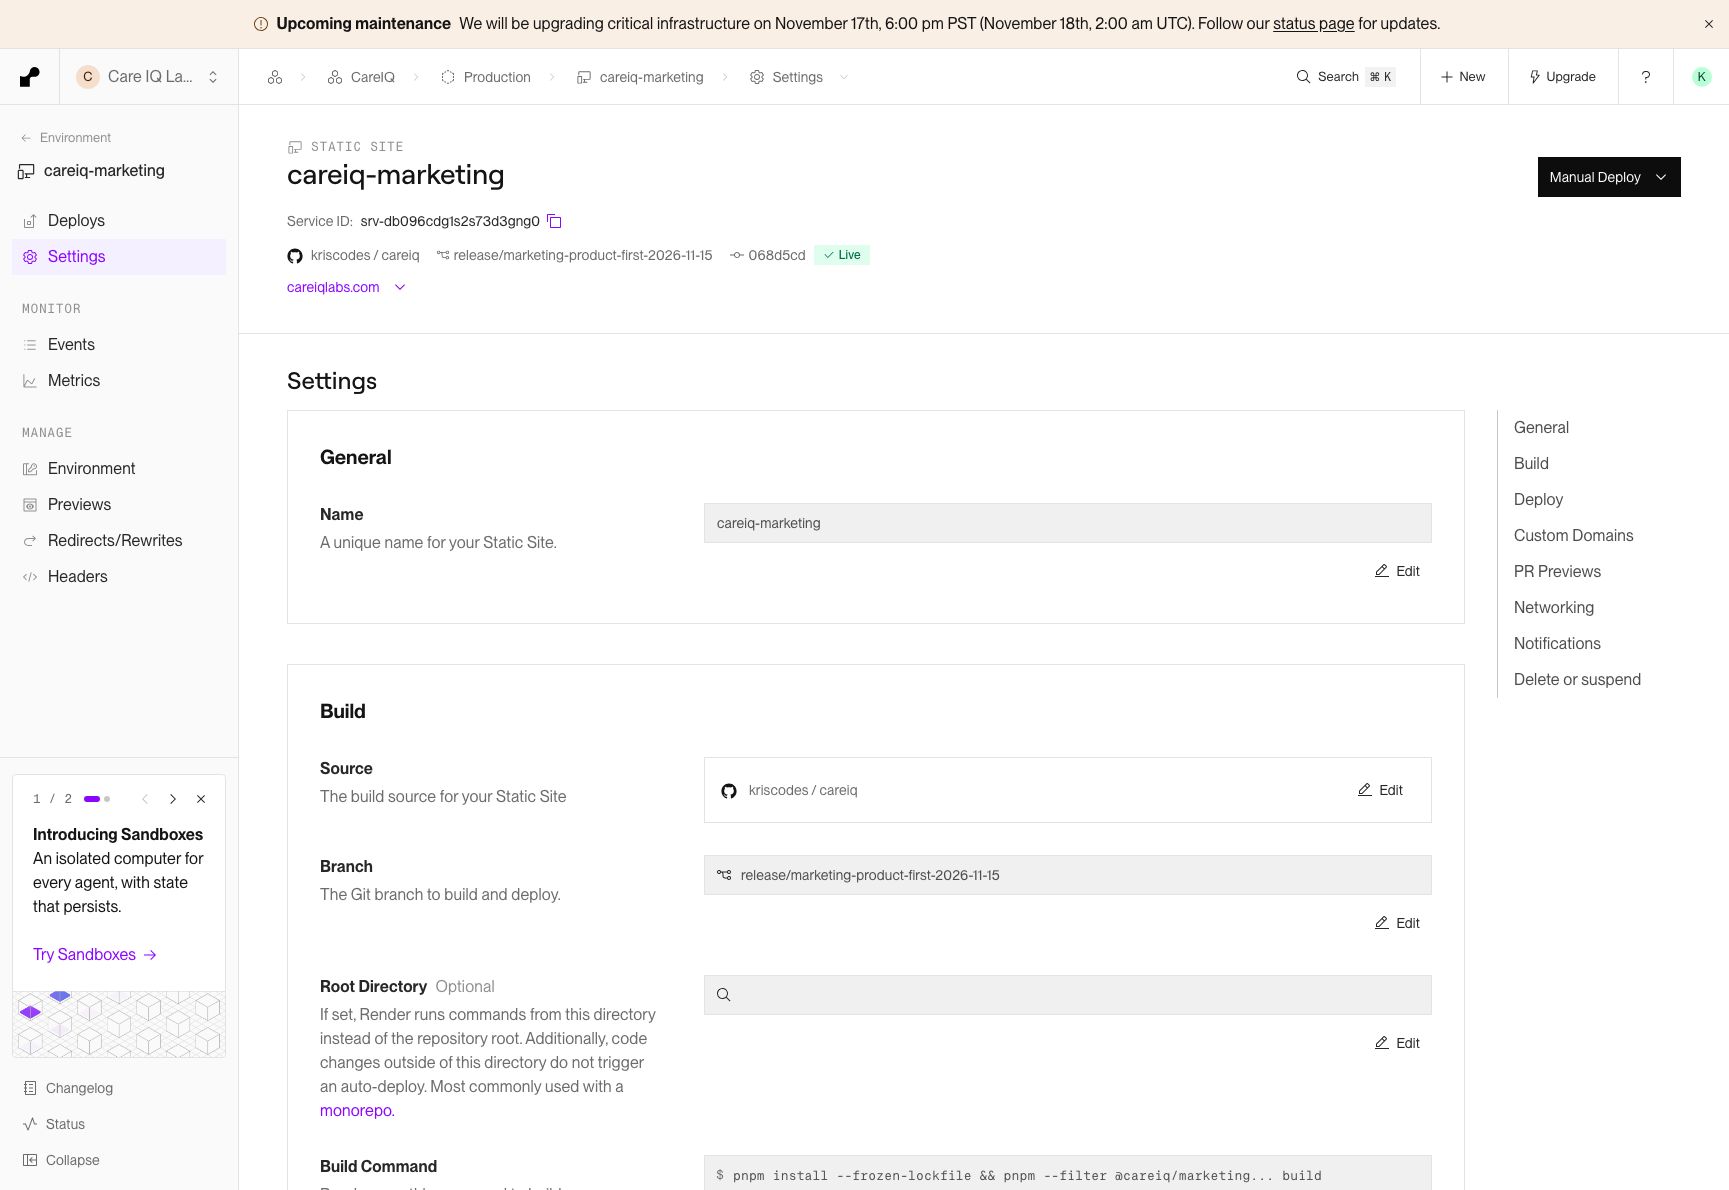 Upcoming maintenance We will be upgrading critical infrastructure on November 17th, 6:00 pm PST (November 18th, 2:00 am UTC). Follow our status page for updates.
C Care IQ La...
CareIQ
Production
careiq-marketing
Settings
Search ⌘ K
+ New
Upgrade
?
K
← Environment
careiq-marketing
Deploys
Settings
MONITOR
Events
Metrics
MANAGE
Environment
Previews
Redirects/Rewrites
Headers
1 / 2
Introducing Sandboxes
An isolated computer for
every agent, with state
that persists.
Try Sandboxes →
Changelog
Status
Collapse
STATIC SITE
careiq-marketing
Manual Deploy
Service ID: srv-db096cdg1s2s73d3gng0
kriscodes / careiq release/marketing-product-first-2026-11-15 068d5cd Live
careiqlabs.com
Settings
General
Name
A unique name for your Static Site.
careiq-marketing
Edit
Build
Source
The build source for your Static Site
kriscodes / careiq
Edit
Branch
The Git branch to build and deploy.
release/marketing-product-first-2026-11-15
Edit
Root Directory Optional
If set, Render runs commands from this directory
instead of the repository root. Additionally, code
changes outside of this directory do not trigger
an auto-deploy. Most commonly used with a
monorepo.
Edit
Build Command
$ pnpm install --frozen-lockfile && pnpm --filter @careiq/marketing... build
General
Build
Deploy
Custom Domains
PR Previews
Networking
Notifications
Delete or suspend